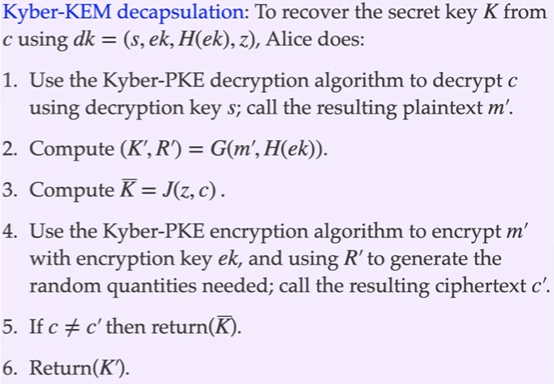 Kyber-KEM decapsulation: To recover the secret key K from
c using dk = (s, ek, H(ek), z), Alice does:
1. Use the Kyber-PKE decryption algorithm to decrypt c
using decryption key s; call the resulting plaintext m′.
2. Compute (K′, R′) = G(m′, H(ek)).
3. Compute K̅ = J(z, c).
4. Use the Kyber-PKE encryption algorithm to encrypt m′
with encryption key ek, and using R′ to generate the
random quantities needed; call the resulting ciphertext c′.
5. If c ≠ c′ then return(K̅).
6. Return(K′).